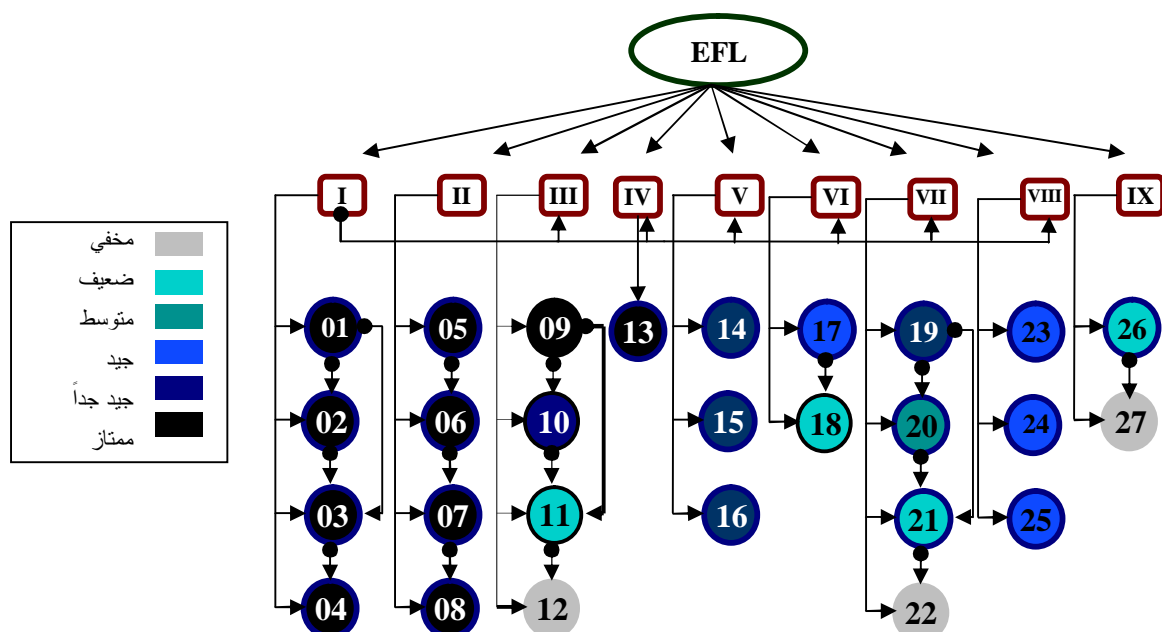 EFL
I II III IV V VI VII VIII IX
مخفي
ضعيف
متوسط
جيد
جيد جداً
ممتاز
01 05 09 13 14 17 19 23 26
02 06 10 15 18 20 24 27
03 07 11 16 21 25
04 08 12 22